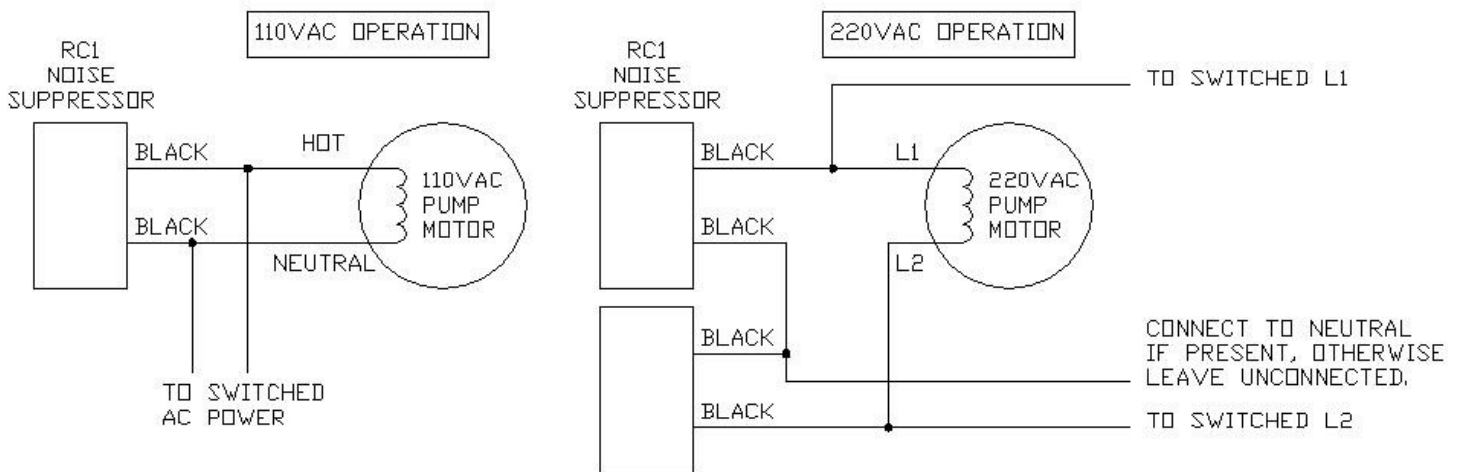 110VAC OPERATION
RC1
NOISE
SUPPRESSOR
BLACK
HOT
110VAC
PUMP
MOTOR
BLACK
NEUTRAL
TO SWITCHED
AC POWER
220VAC OPERATION
RC1
NOISE
SUPPRESSOR
TO SWITCHED L1
BLACK
L1
220VAC
PUMP
MOTOR
BLACK
L2
BLACK
CONNECT TO NEUTRAL
IF PRESENT, OTHERWISE
LEAVE UNCONNECTED.
BLACK
TO SWITCHED L2